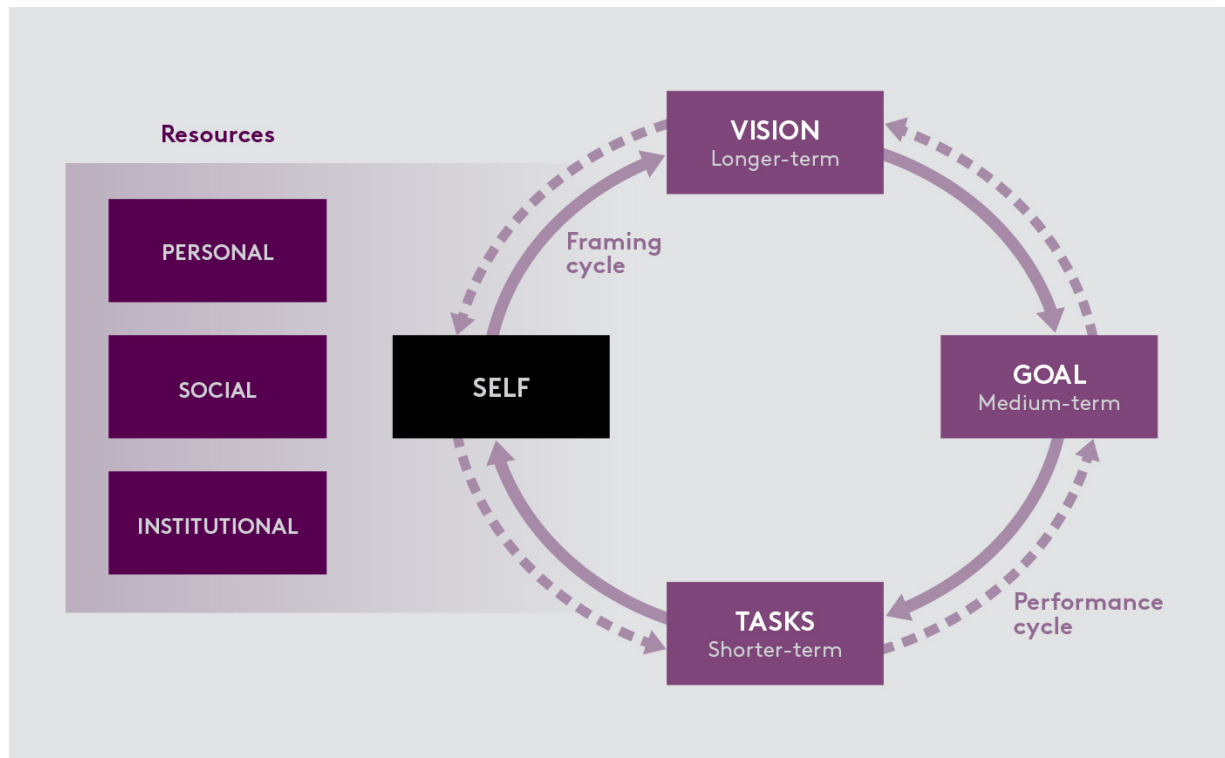 Resources
PERSONAL
SOCIAL
INSTITUTIONAL
SELF
Framing
cycle
VISION
Longer-term
GOAL
Medium-term
TASKS
Shorter-term
Performance
cycle